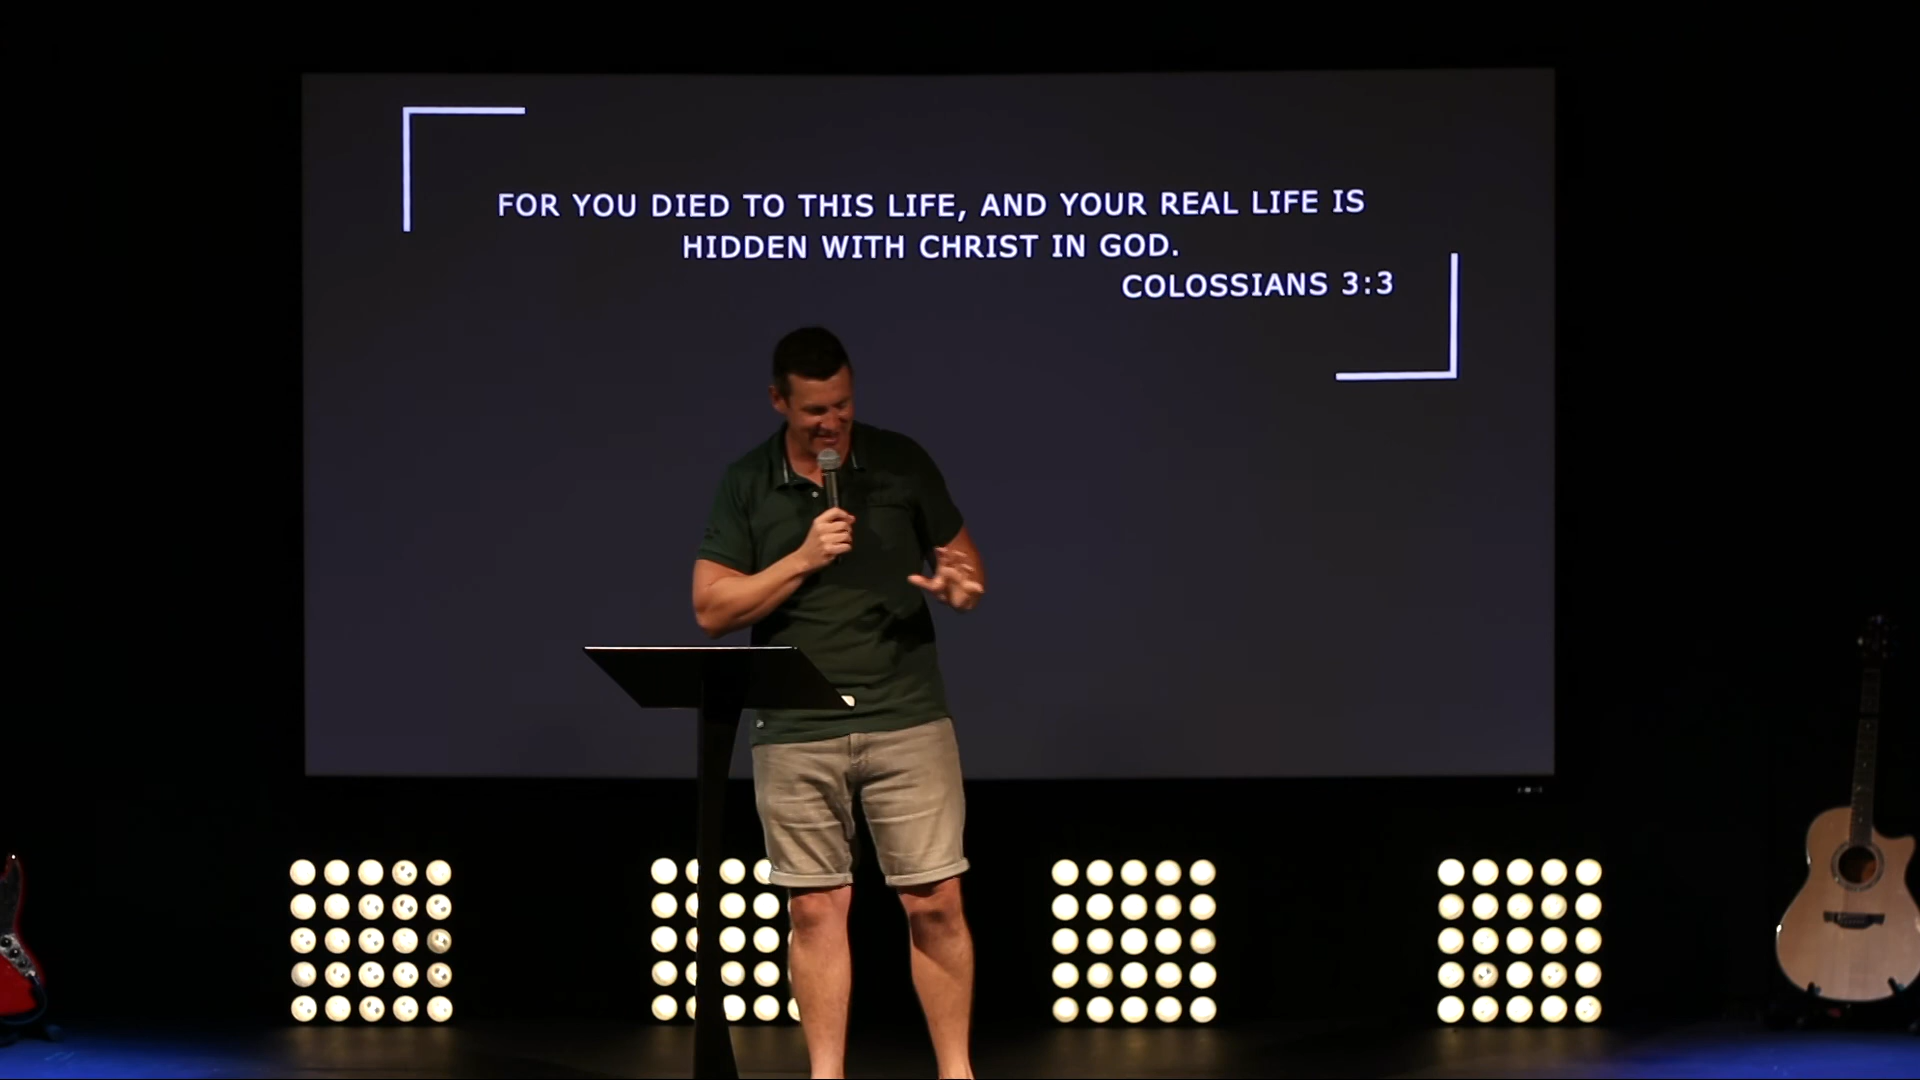 FOR YOU DIED TO THIS LIFE, AND YOUR REAL LIFE IS
HIDDEN WITH CHRIST IN GOD.
COLOSSIANS 3:3